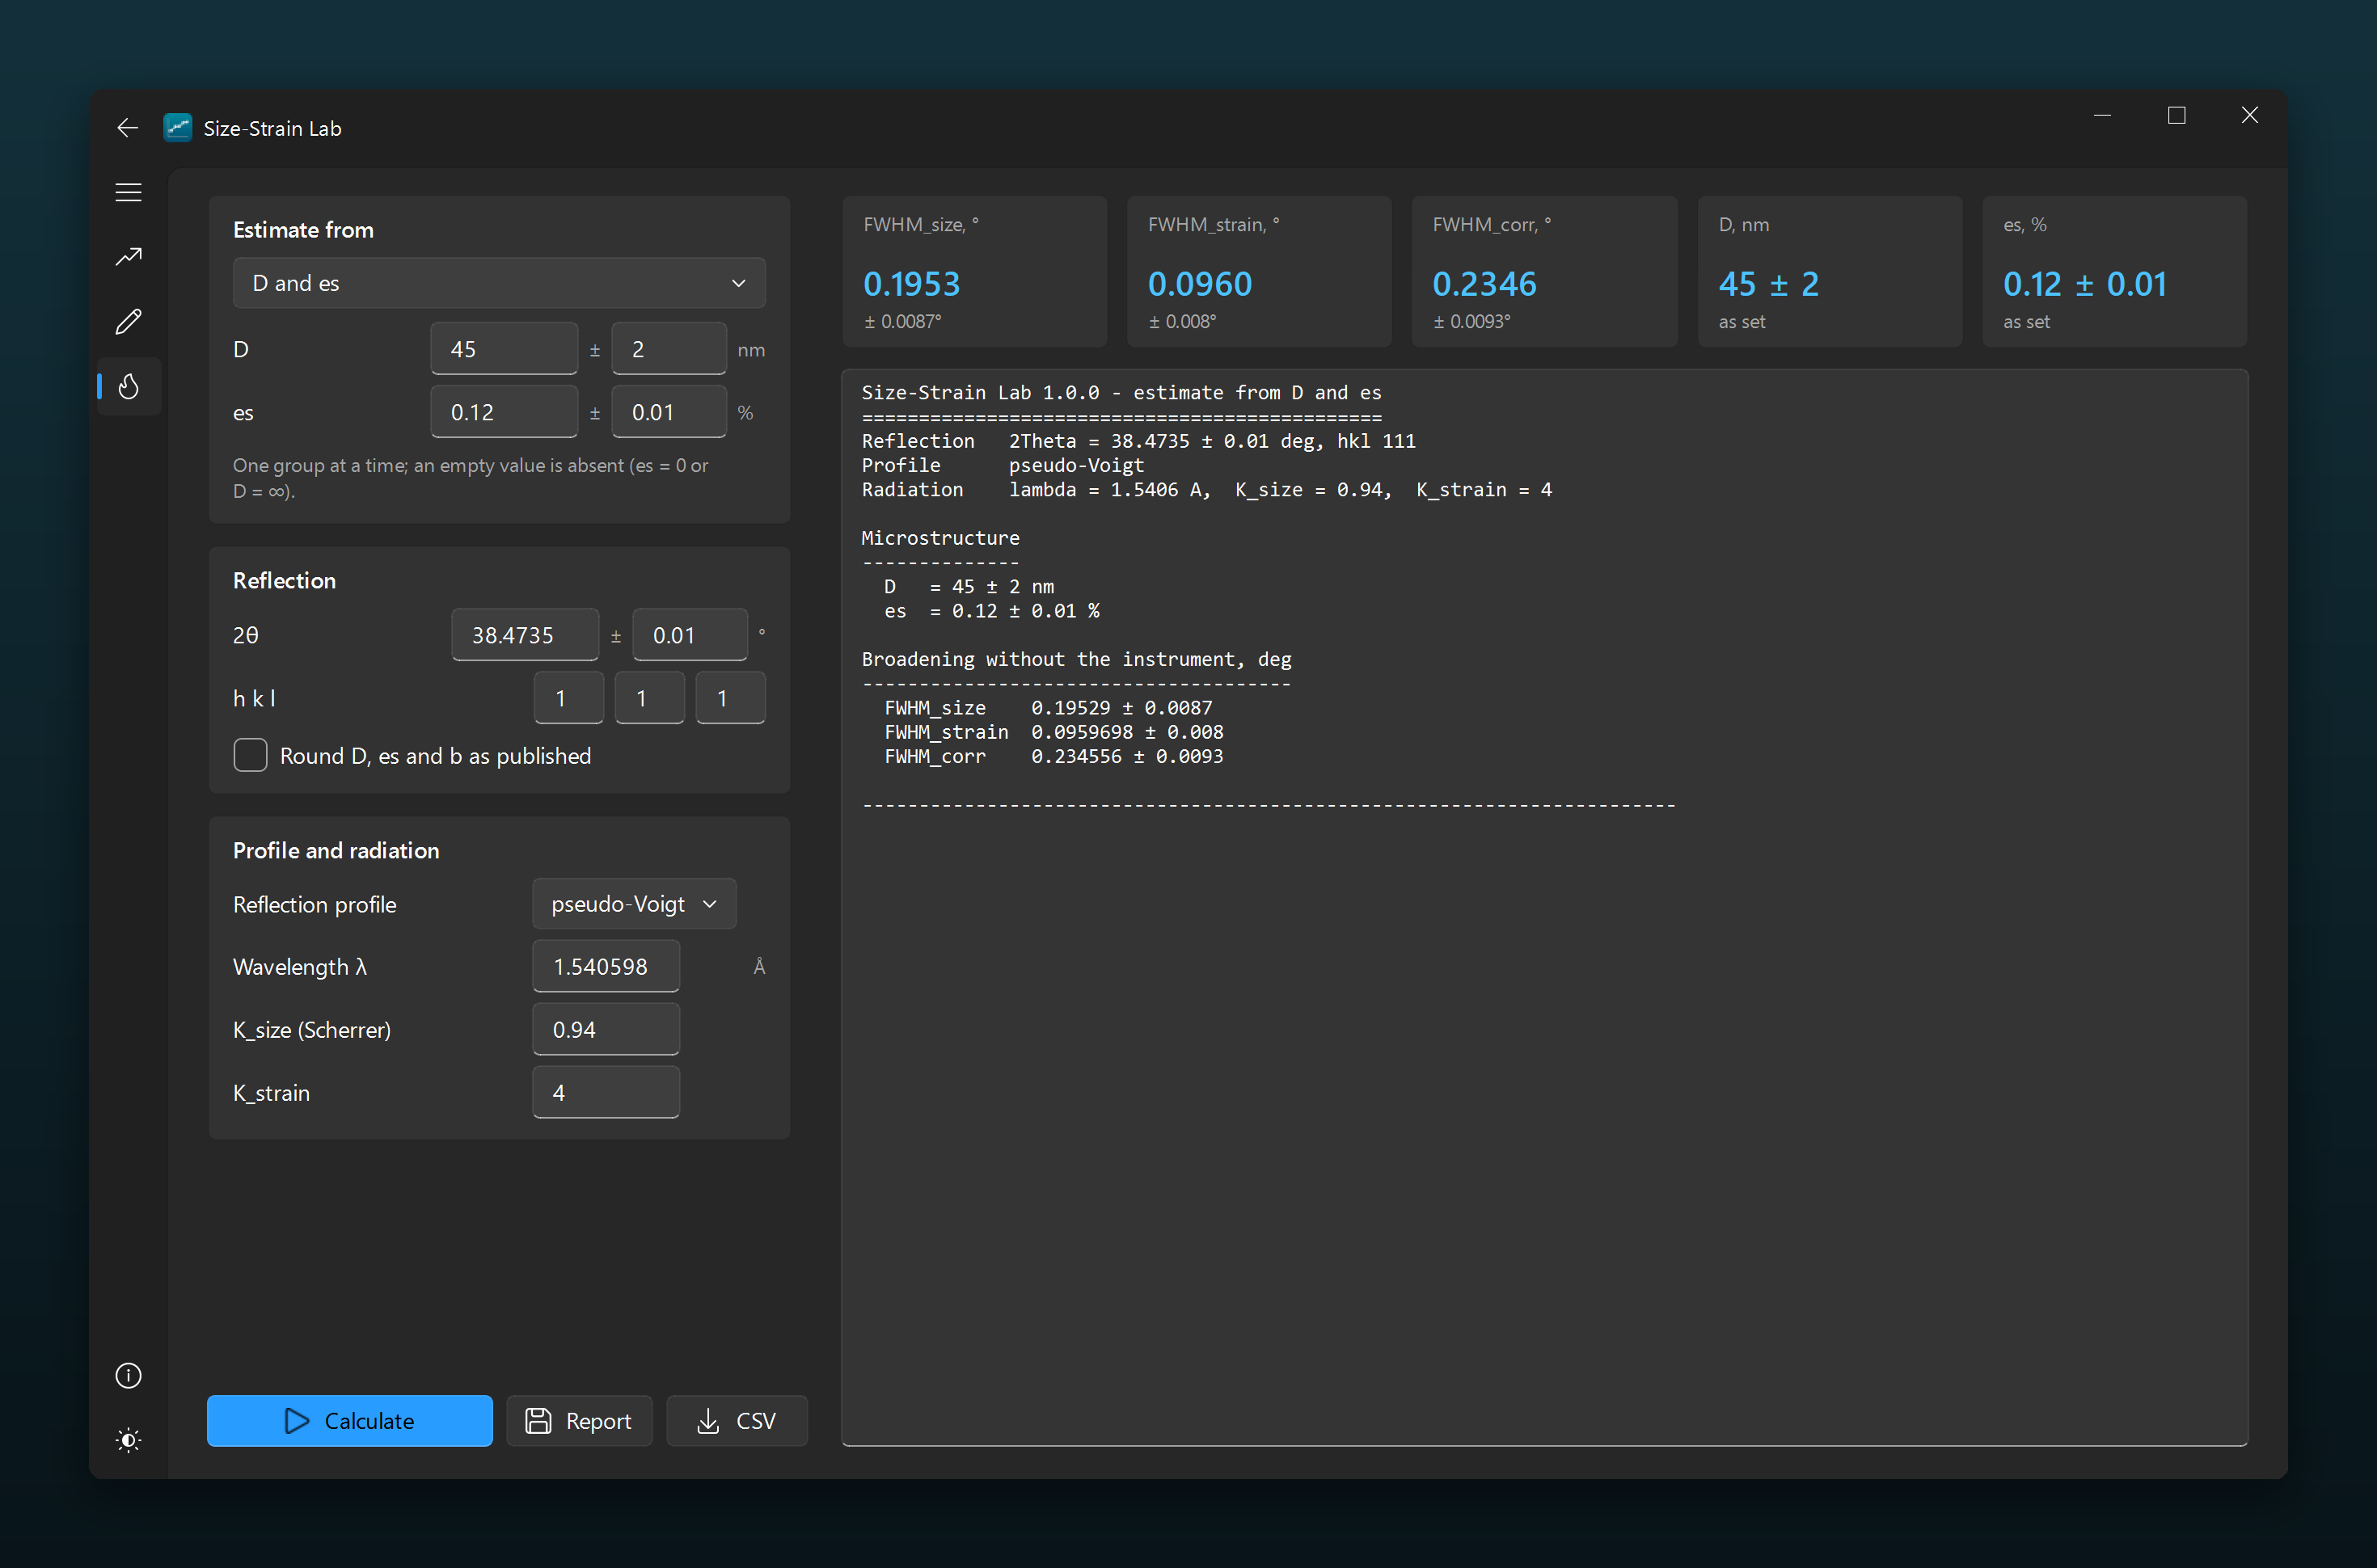 Size-Strain Lab
Estimate from
D and es
D 45 ± 2 nm
es 0.12 ± 0.01 %
One group at a time; an empty value is absent (es = 0 or
D = ∞).
Reflection
2θ 38.4735 ± 0.01 °
h k l 1 1 1
Round D, es and b as published
Profile and radiation
Reflection profile pseudo-Voigt
Wavelength λ 1.540598 Å
K_size (Scherrer) 0.94
K_strain 4
Calculate Report CSV
FWHM_size, °
0.1953
± 0.0087°
FWHM_strain, °
0.0960
± 0.008°
FWHM_corr, °
0.2346
± 0.0093°
D, nm
45 ± 2
as set
es, %
0.12 ± 0.01
as set
Size-Strain Lab 1.0.0 - estimate from D and es
==============================================
Reflection   2Theta = 38.4735 ± 0.01 deg, hkl 111
Profile      pseudo-Voigt
Radiation    lambda = 1.5406 A,  K_size = 0.94,  K_strain = 4
Microstructure
--------------
  D   = 45 ± 2 nm
  es  = 0.12 ± 0.01 %
Broadening without the instrument, deg
--------------------------------------
  FWHM_size    0.19529 ± 0.0087
  FWHM_strain  0.0959698 ± 0.008
  FWHM_corr    0.234556 ± 0.0093
------------------------------------------------------------------------